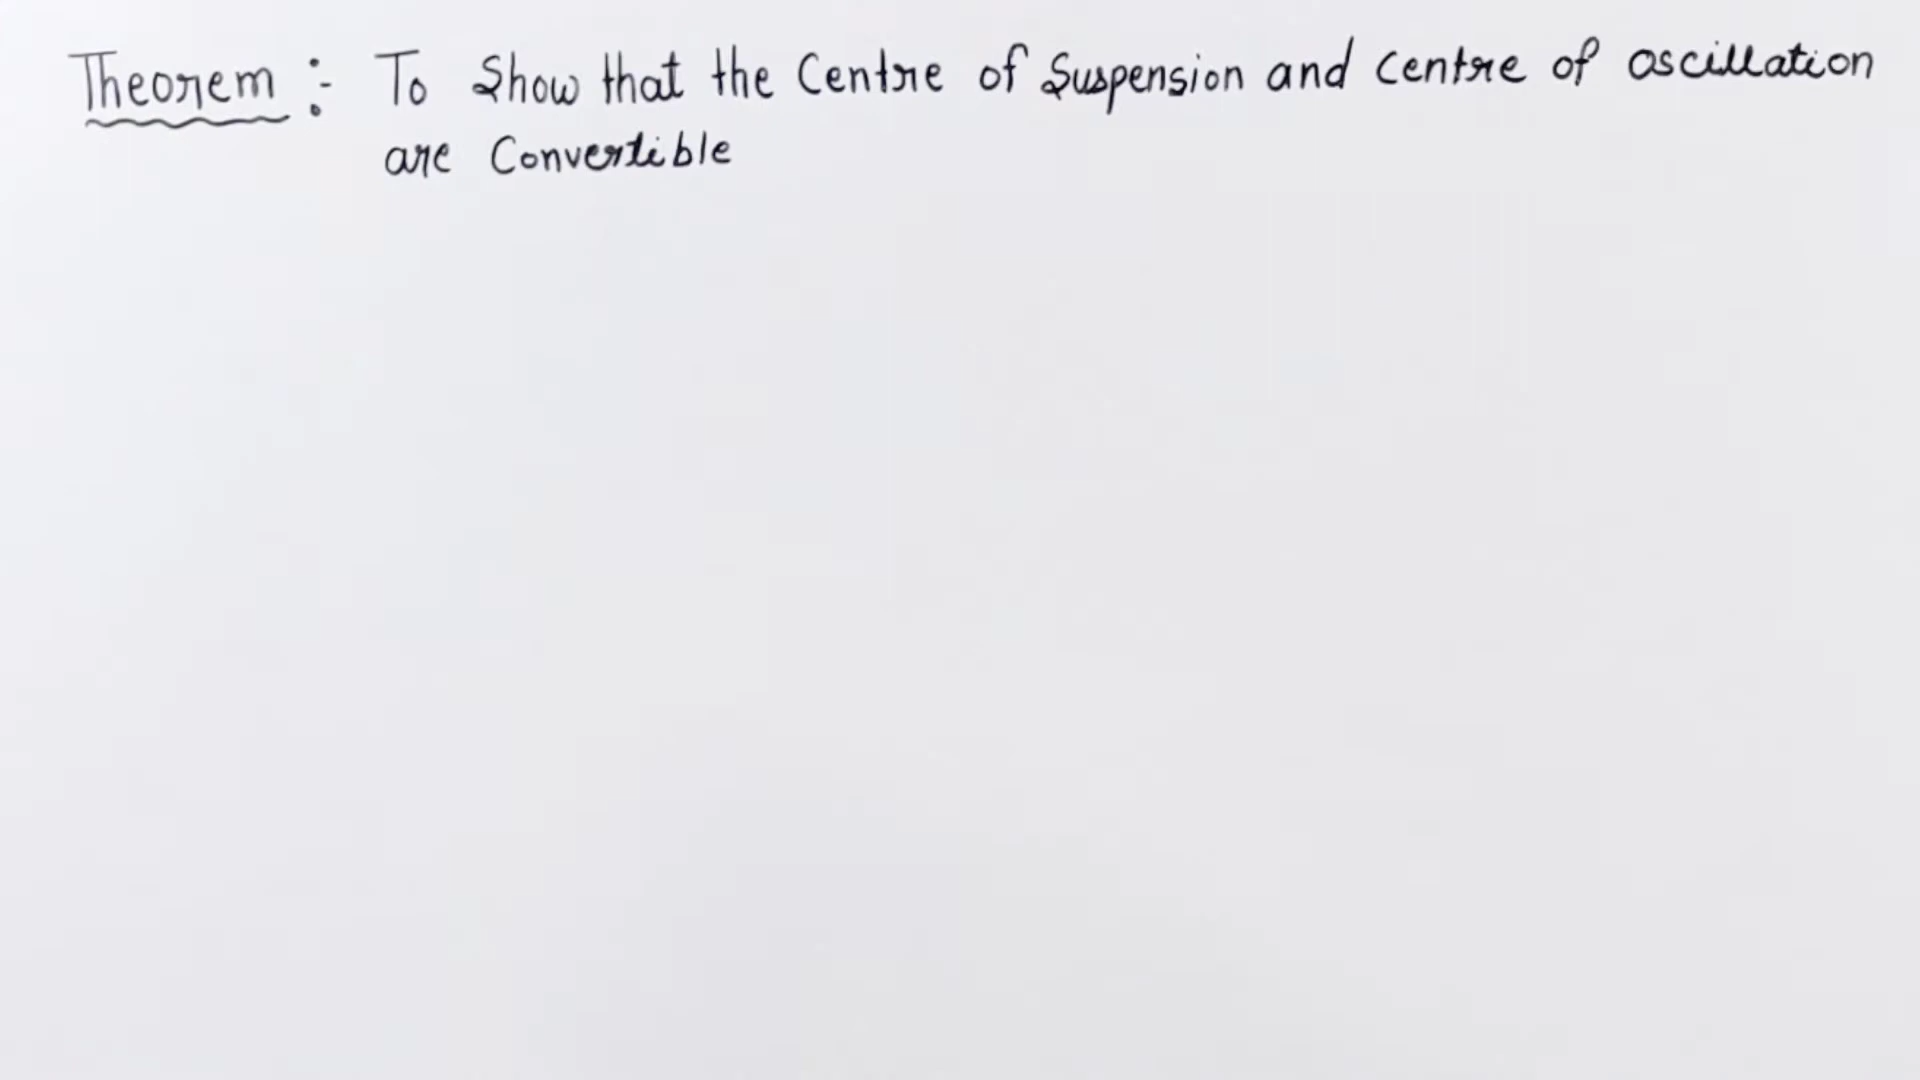 Theorem :- To Show that the Centre of Suspension and centre of oscillation
are Convertible